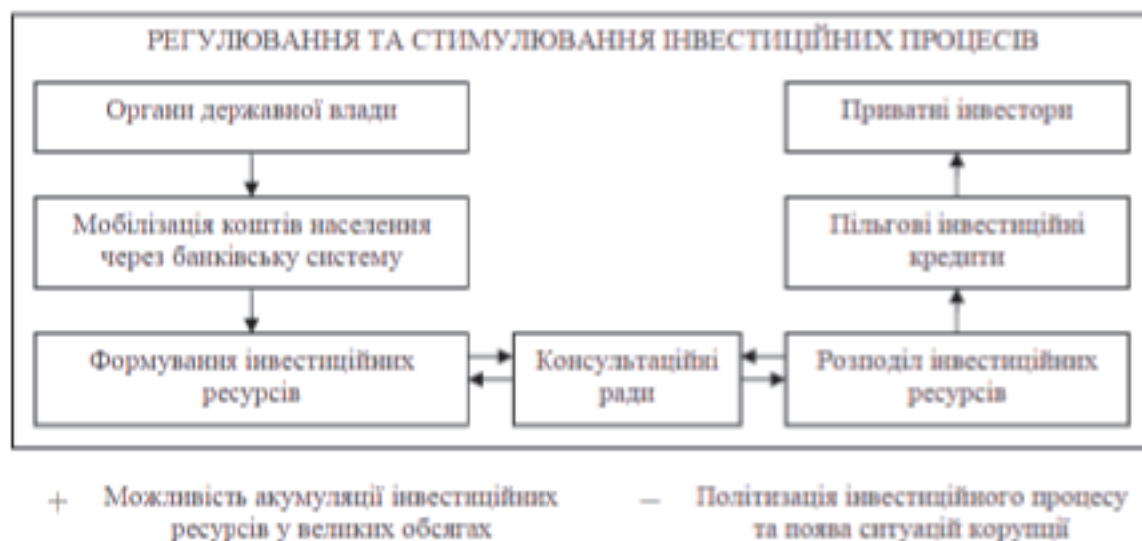 РЕГУЛЮВАННЯ ТА СТИМУЛЮВАННЯ ІНВЕСТИЦІЙНИХ ПРОЦЕСІВ
Органи державної влади
Приватні інвестори
Мобілізація коштів населення
через банківську систему
Пільгові інвестиційні
кредити
Формування інвестиційних
ресурсів
Консультаційні
ради
Розподіл інвестиційних
ресурсів
+ Можливість акумуляції інвестиційних
ресурсів у великих обсягах
– Політизація інвестиційного процесу
та поява ситуацій корупції